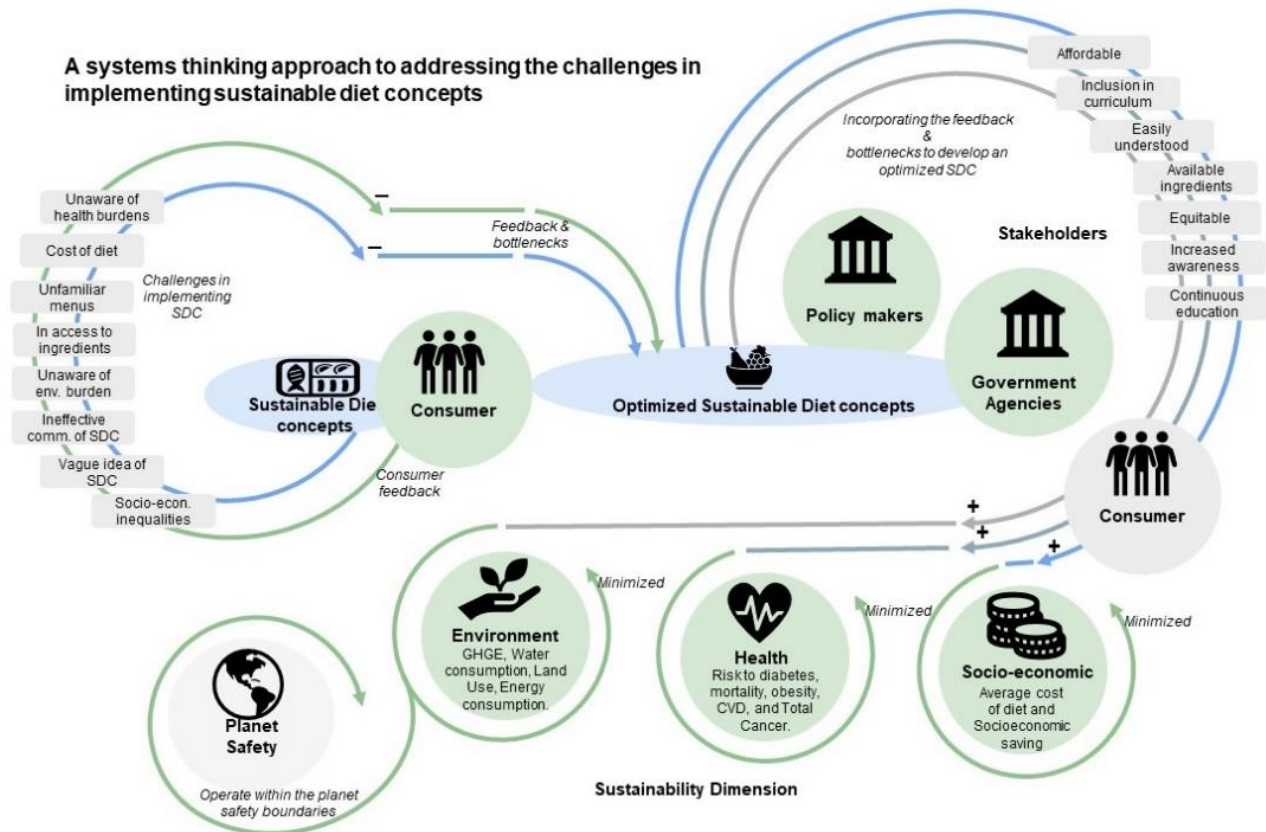 A systems thinking approach to addressing the challenges in
implementing sustainable diet concepts
Unaware of
health burdens
Cost of diet
Unfamiliar
menus
In access to
ingredients
Unaware of
env. burden
Ineffective
comm. of SDC
Vague idea of
SDC
Socio-econ.
inequalities
Challenges in
implementing
SDC
–
–
Feedback &
bottlenecks
Sustainable Die
concepts
Consumer
Consumer
feedback
Optimized Sustainable Diet concepts
Incorporating the feedback
&
bottlenecks to develop an
optimized SDC
Stakeholders
Policy makers
Government
Agencies
Affordable
Inclusion in
curriculum
Easily
understood
Available
ingredients
Equitable
Increased
awareness
Continuous
education
Consumer
+
+
+
Environment
GHGE, Water
consumption, Land
Use, Energy
consumption.
Minimized
Health
Risk to diabetes,
mortality, obesity,
CVD, and Total
Cancer.
Minimized
Socio-economic
Average cost
of diet and
Socioeconomic
saving
Minimized
Planet
Safety
Operate within the planet
safety boundaries
Sustainability Dimension